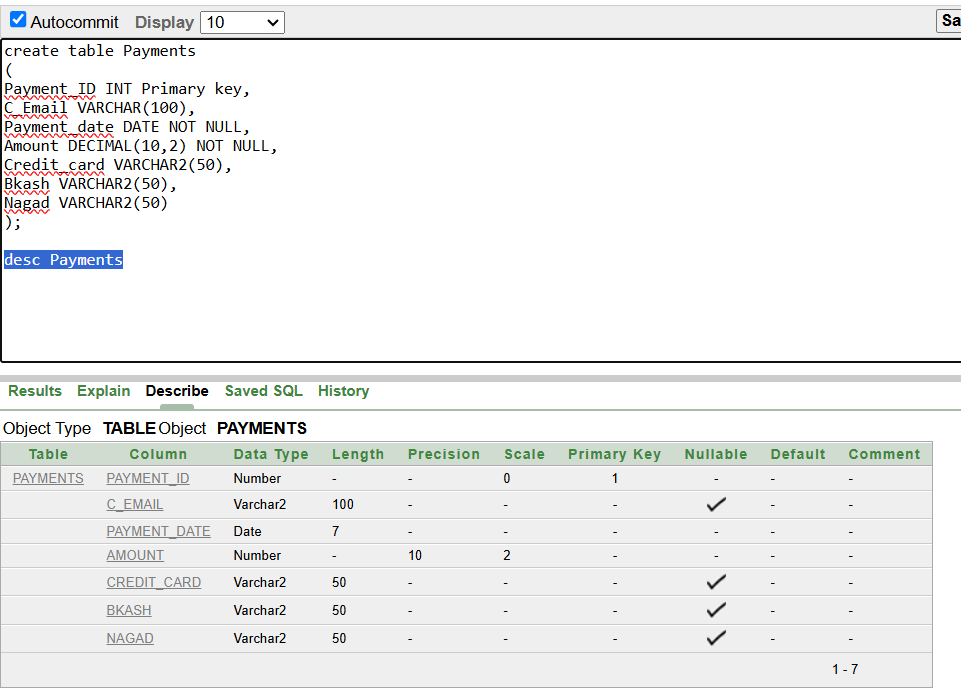 Autocommit Display 10 Sa
create table Payments
(
Payment_ID INT Primary key,
C_Email VARCHAR(100),
Payment_date DATE NOT NULL,
Amount DECIMAL(10,2) NOT NULL,
Credit_card VARCHAR2(50),
Bkash VARCHAR2(50),
Nagad VARCHAR2(50)
);
desc Payments
Results Explain Describe Saved SQL History
Object Type TABLE Object PAYMENTS
Table Column Data Type Length Precision Scale Primary Key Nullable Default Comment
PAYMENTS PAYMENT_ID Number - - 0 1 - - -
C_EMAIL Varchar2 100 - - - ✓ - -
PAYMENT_DATE Date 7 - - - - - -
AMOUNT Number - 10 2 - - - -
CREDIT_CARD Varchar2 50 - - - ✓ - -
BKASH Varchar2 50 - - - ✓ - -
NAGAD Varchar2 50 - - - ✓ - -
1 - 7